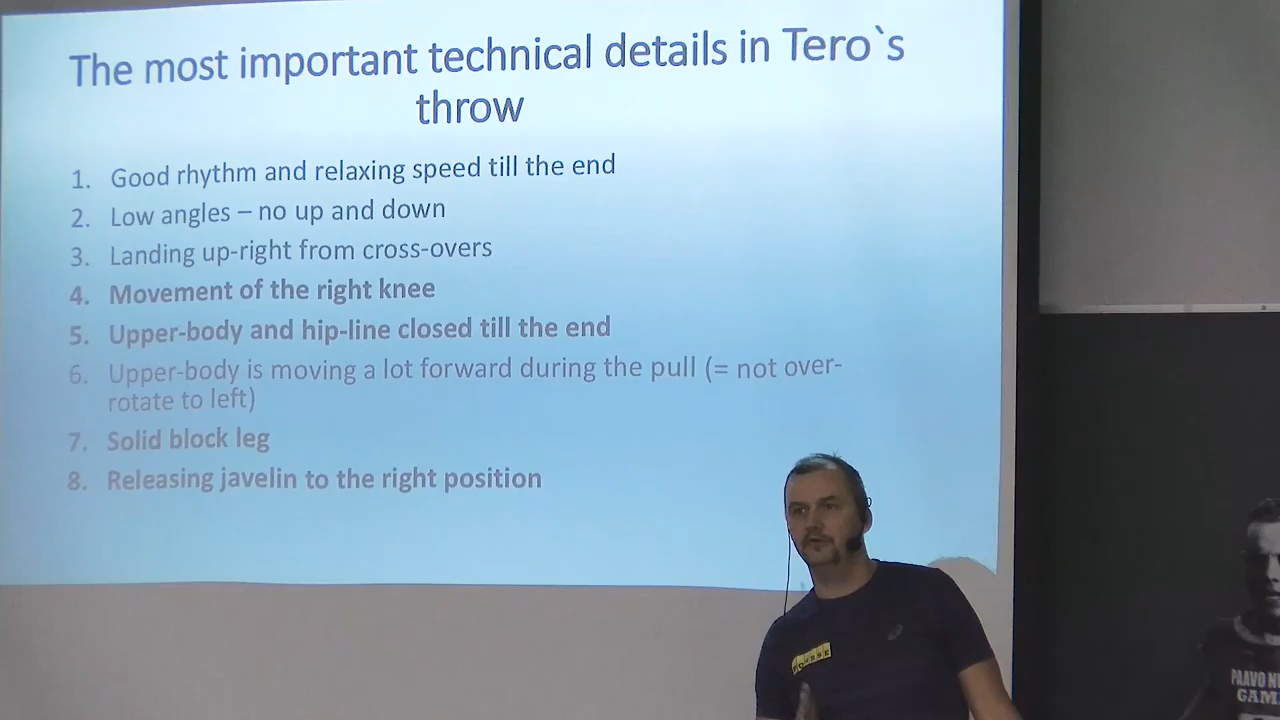 The most important technical details in Tero`s
throw
1. Good rhythm and relaxing speed till the end
2. Low angles – no up and down
3. Landing up-right from cross-overs
4. Movement of the right knee
5. Upper-body and hip-line closed till the end
6. Upper-body is moving a lot forward during the pull (= not over-
rotate to left)
7. Solid block leg
8. Releasing javelin to the right position
PAAVO